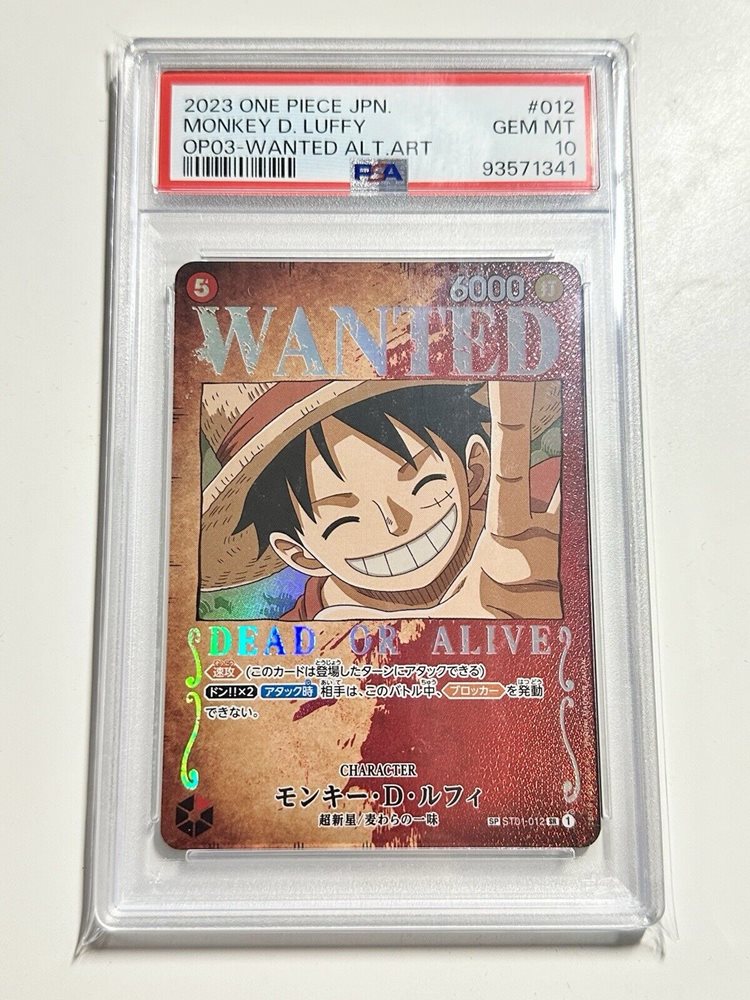 2023 ONE PIECE JPN. #012
MONKEY D. LUFFY GEM MT
OP03-WANTED ALT.ART 10
PSA 93571341
5 6000
WANTED
DEAD OR ALIVE
速攻 (このカードは登場したターンにアタックできる)
ドン!!×2 アタック時 相手は、このバトル中、ブロッカーを発動
できない。
CHARACTER
モンキー・D・ルフィ
超新星/麦わらの一味
SP ST01-012 SR 1